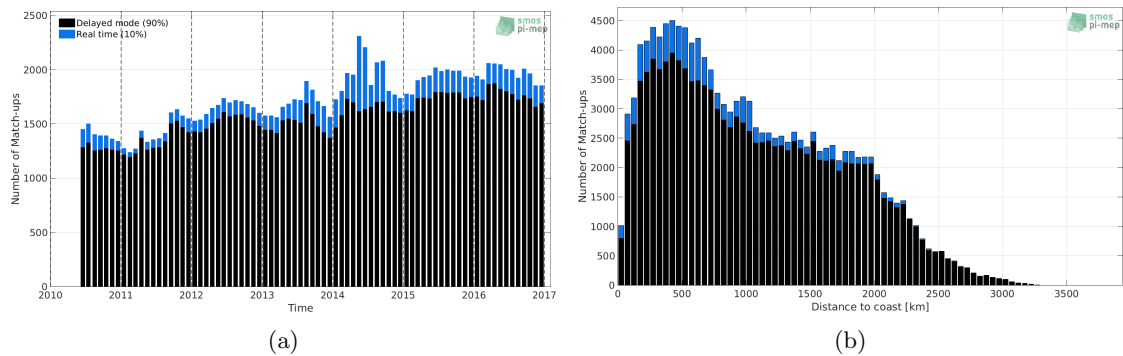 2500
2000
1500
1000
500
0
2010
2011
2012
2013
2014
2015
2016
2017
Number of Match-ups
Time
Delayed mode (90%)
Real time (10%)
smos
pi-mep
(a)
4500
4000
3500
3000
2500
2000
1500
1000
500
0
0
500
1000
1500
2000
2500
3000
3500
Number of Match-ups
Distance to coast [km]
smos
pi-mep
(b)